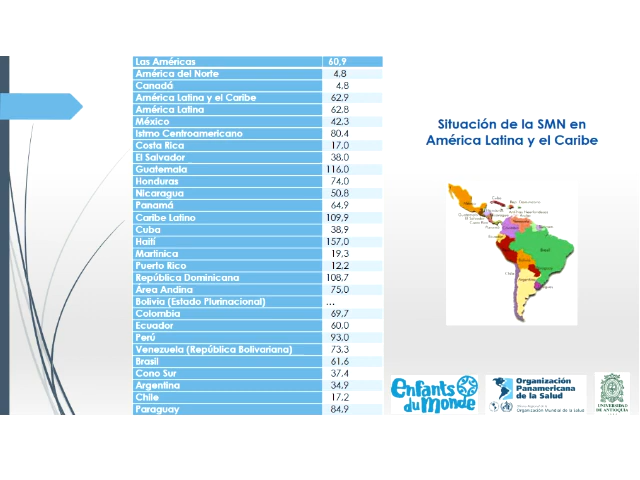 Las Américas 60,9
América del Norte 4.8
Canadá 4.8
América Latina y el Caribe 62.9
América Latina 62.8
México 42.3
Istmo Centroamericano 80.4
Costa Rica 17.0
El Salvador 38.0
Guatemala 116.0
Honduras 74.0
Nicaragua 50.8
Panamá 64.9
Caribe Latino 109,9
Cuba 38.9
Haití 157,0
Martinica 19.3
Puerto Rico 12.2
República Dominicana 108.7
Área Andina 75.0
Bolivia (Estado Plurinacional) ...
Colombia 69.7
Ecuador 60.0
Perú 93.0
Venezuela (República Bolivariana) 73.3
Brasil 61.6
Cono Sur 37.4
Argentina 34.9
Chile 17.2
Paraguay 84.9
Situación de la SMN en
América Latina y el Caribe
Cuba
Brasil
Bolivia
Chile
Argentina
enfants
du monde
Organización
Panamericana
de la Salud
Organización Mundial de la Salud
UNIVERSIDAD
DE ANTIOQUIA